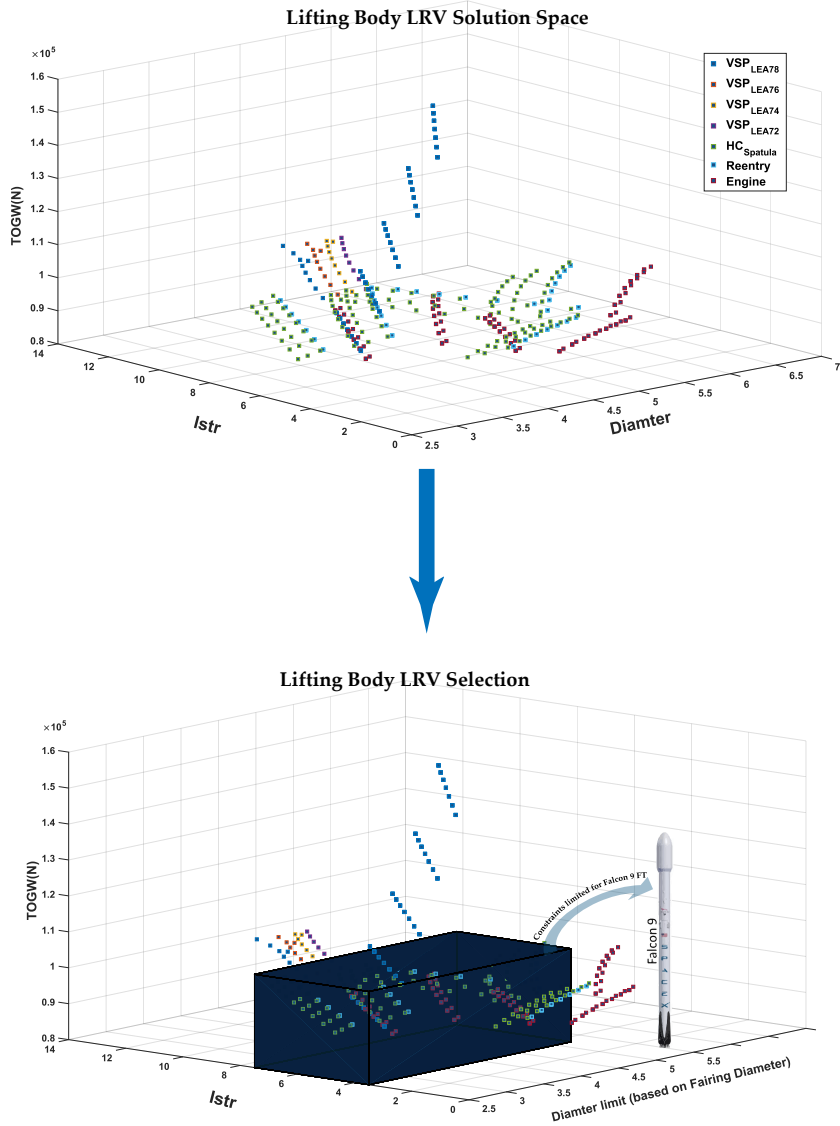 Lifting Body LRV Solution Space
×10⁵
1.6
1.5
1.4
1.3
1.2
1.1
1
0.9
0.8
TOGW(N)
14
12
10
8
6
4
2
0
Istr
2.5
3
3.5
4
4.5
5
5.5
6
6.5
7
Diamter
VSP_LEA78
VSP_LEA76
VSP_LEA74
VSP_LEA72
HC_Spatula
Reentry
Engine
Lifting Body LRV Selection
×10⁵
1.6
1.5
1.4
1.3
1.2
1.1
1
0.9
0.8
TOGW(N)
14
12
10
8
6
4
2
0
Istr
2.5
3
3.5
4
4.5
5
5.5
Diamter limit (based on Fairing Diameter)
Constraints limited for Falcon 9 FT
Falcon 9
SPACEX